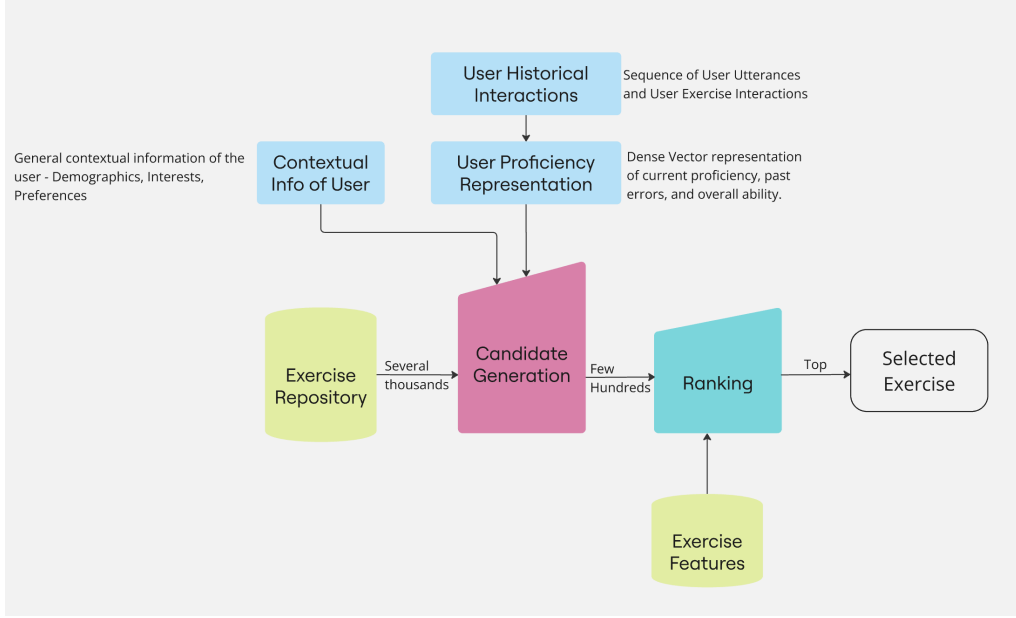 User Historical
Interactions
Sequence of User Utterances
and User Exercise Interactions
General contextual information of the
user - Demographics, Interests,
Preferences
Contextual
Info of User
User Proficiency
Representation
Dense Vector representation
of current proficiency, past
errors, and overall ability.
Exercise
Repository
Several
thousands
Candidate
Generation
Few
Hundreds
Ranking
Top
Selected
Exercise
Exercise
Features